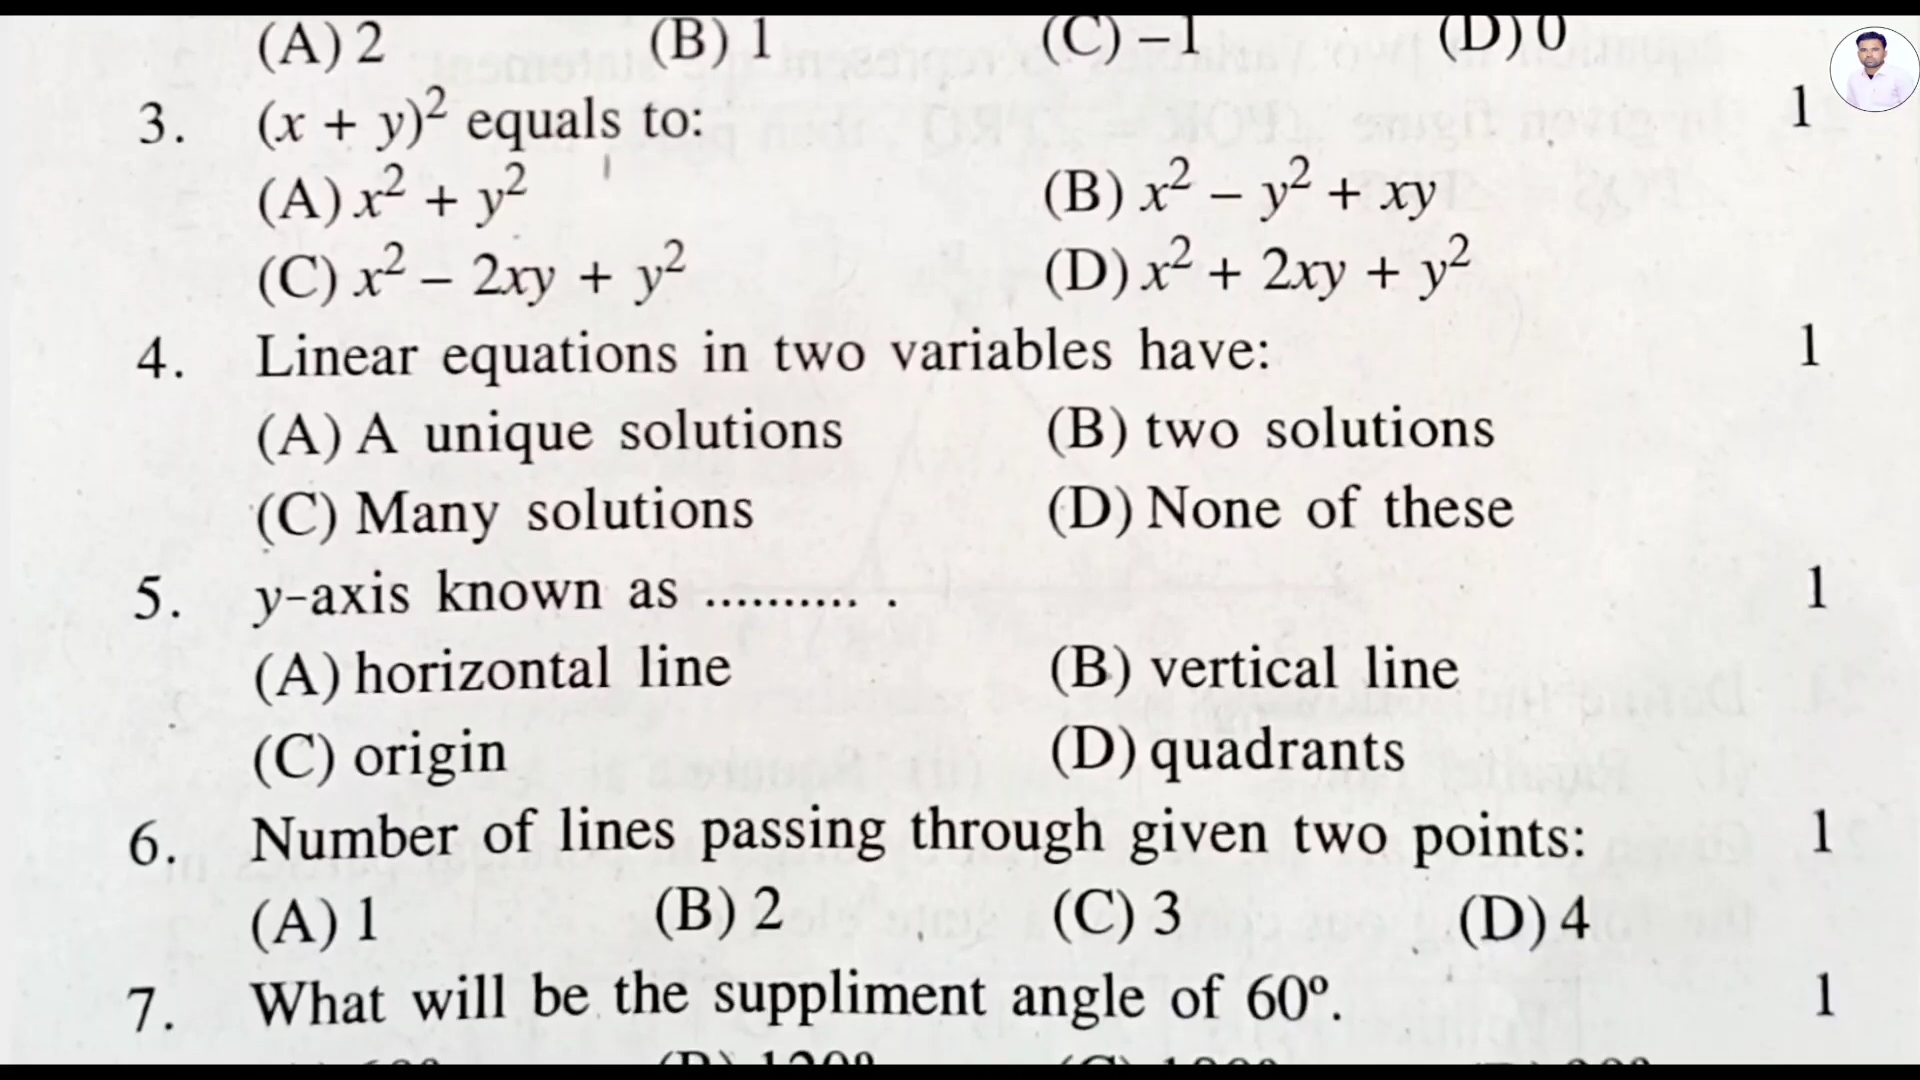 (A) 2 (B) 1 (C) –1 (D) 0
3. (x + y)² equals to: 1
(A) x² + y² (B) x² – y² + xy
(C) x² – 2xy + y² (D) x² + 2xy + y²
4. Linear equations in two variables have: 1
(A) A unique solutions (B) two solutions
(C) Many solutions (D) None of these
5. y-axis known as .......... . 1
(A) horizontal line (B) vertical line
(C) origin (D) quadrants
6. Number of lines passing through given two points: 1
(A) 1 (B) 2 (C) 3 (D) 4
7. What will be the suppliment angle of 60º. 1